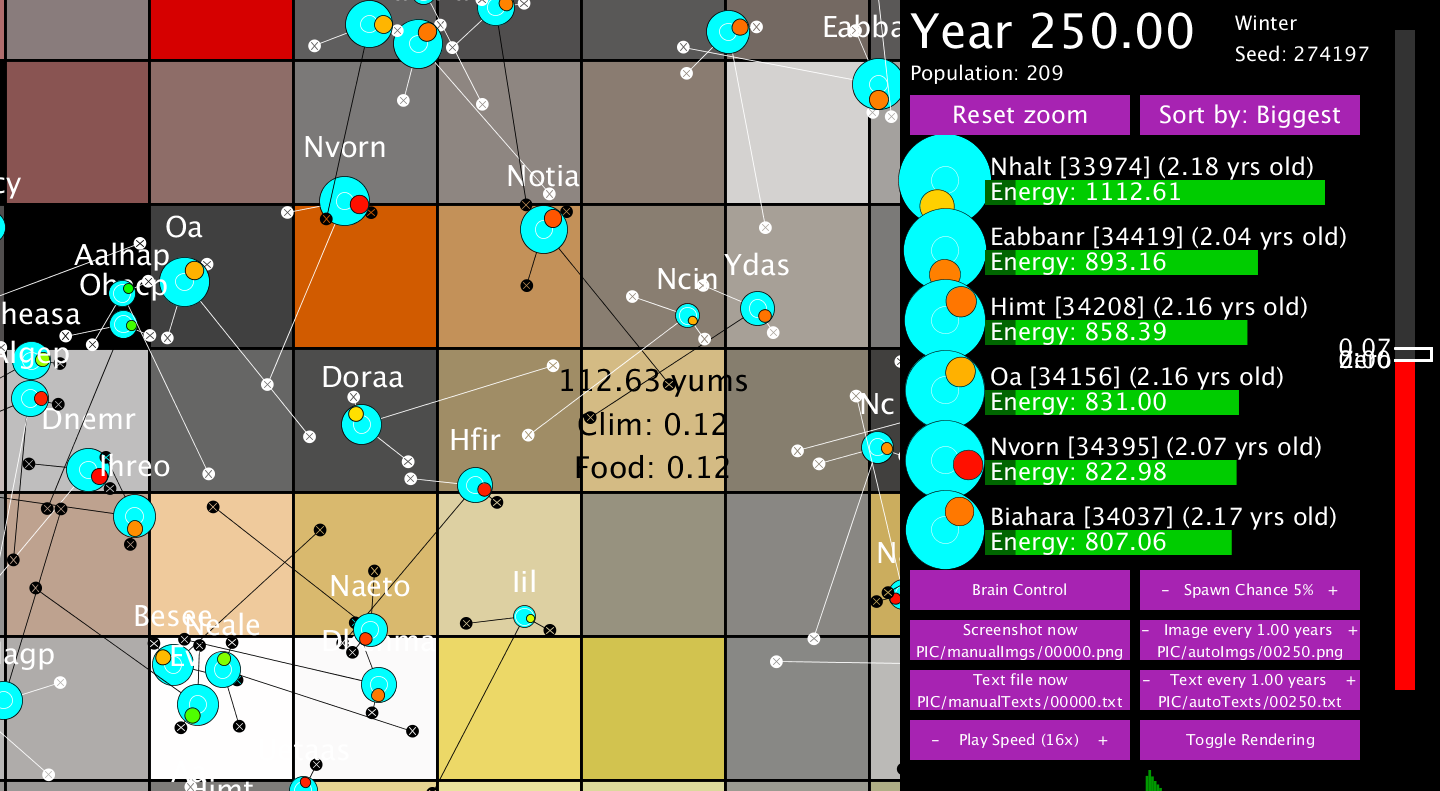 Eabba
Nvorn
Notia
cy
Oa
Aalhap
Ncin
Ydas
heasa
Algep
Doraa
112.63 yums
Nc
Clim: 0.12
Dnemr
Hfir
Ihreo
Food: 0.12
Naeto
Iil
N
Besee
Neale
agp
taas
Himt
Year 250.00
Winter
Seed: 274197
Population: 209
Reset zoom
Sort by: Biggest
Nhalt [33974] (2.18 yrs old)
Energy: 1112.61
Eabbanr [34419] (2.04 yrs old)
Energy: 893.16
Himt [34208] (2.16 yrs old)
Energy: 858.39
Oa [34156] (2.16 yrs old)
Energy: 831.00
Nvorn [34395] (2.07 yrs old)
Energy: 822.98
Biahara [34037] (2.17 yrs old)
Energy: 807.06
0.07
Brain Control
– Spawn Chance 5% +
Screenshot now
PIC/manualImgs/00000.png
– Image every 1.00 years +
PIC/autoImgs/00250.png
Text file now
PIC/manualTexts/00000.txt
– Text every 1.00 years +
PIC/autoTexts/00250.txt
– Play Speed (16x) +
Toggle Rendering